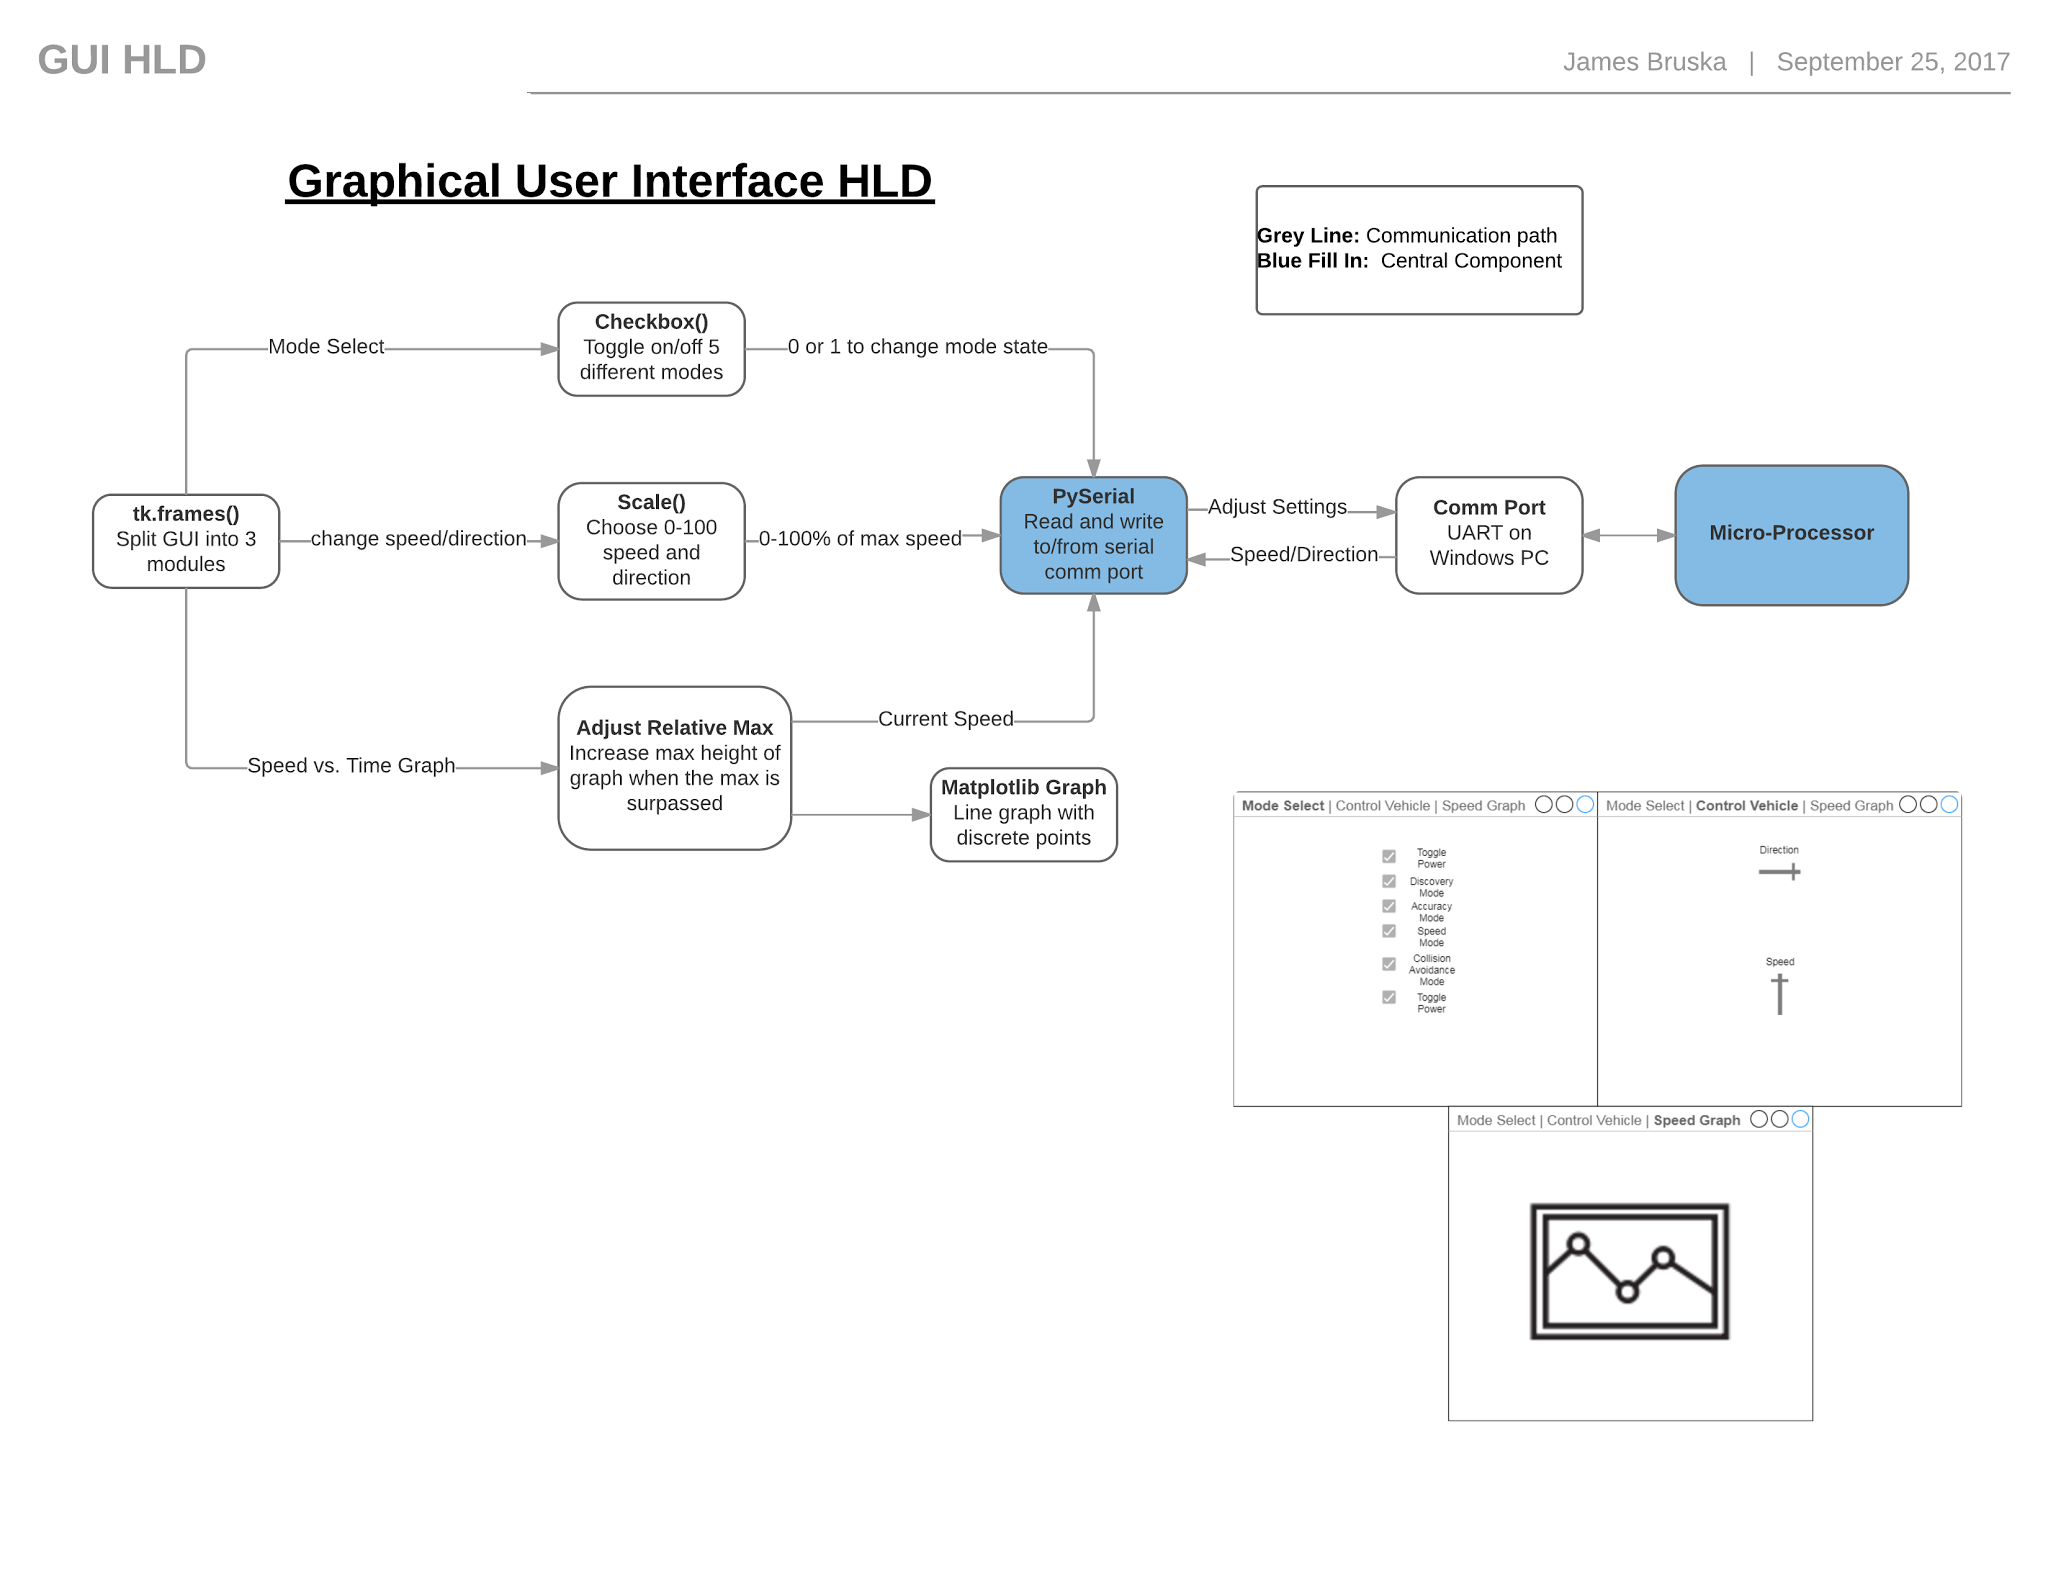 GUI HLD
James Bruska | September 25, 2017
Graphical User Interface HLD
Grey Line: Communication path
Blue Fill In: Central Component
Checkbox()
Toggle on/off 5
different modes
Mode Select
0 or 1 to change mode state
tk.frames()
Split GUI into 3
modules
change speed/direction
Scale()
Choose 0-100
speed and
direction
0-100% of max speed
PySerial
Read and write
to/from serial
comm port
Adjust Settings
Speed/Direction
Comm Port
UART on
Windows PC
Micro-Processor
Speed vs. Time Graph
Adjust Relative Max
Increase max height of
graph when the max is
surpassed
Current Speed
Matplotlib Graph
Line graph with
discrete points
Mode Select | Control Vehicle | Speed Graph
Toggle
Power
Discovery
Mode
Accuracy
Mode
Speed
Mode
Collision
Avoidance
Mode
Toggle
Power
Mode Select | Control Vehicle | Speed Graph
Direction
Speed
Mode Select | Control Vehicle | Speed Graph